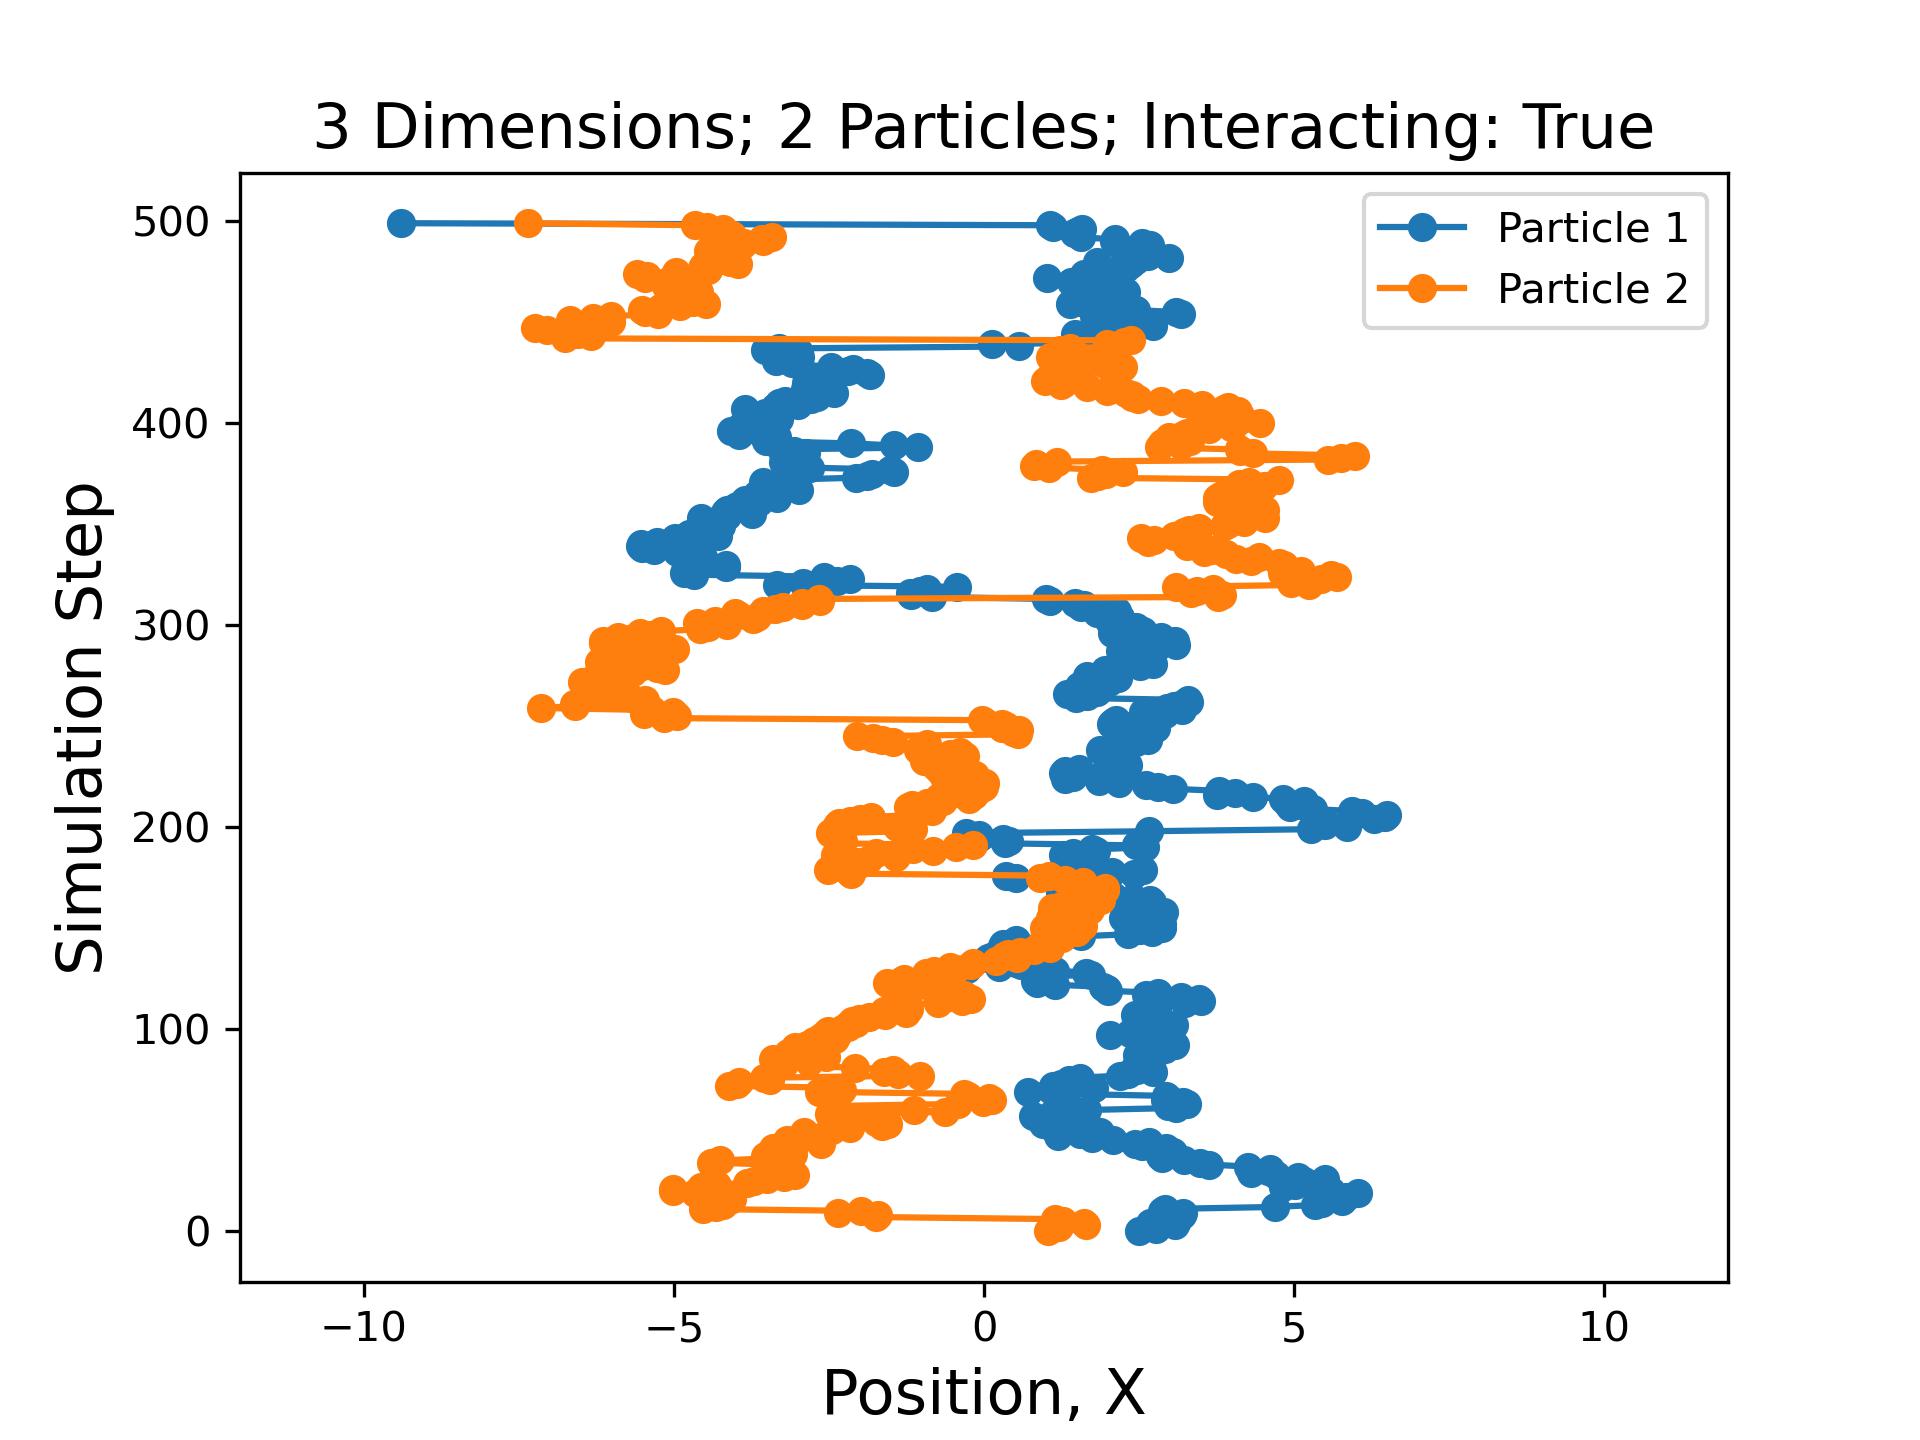 3 Dimensions; 2 Particles; Interacting: True
Particle 1
Particle 2
Simulation Step
500
400
300
200
100
0
−10
−5
0
5
10
Position, X